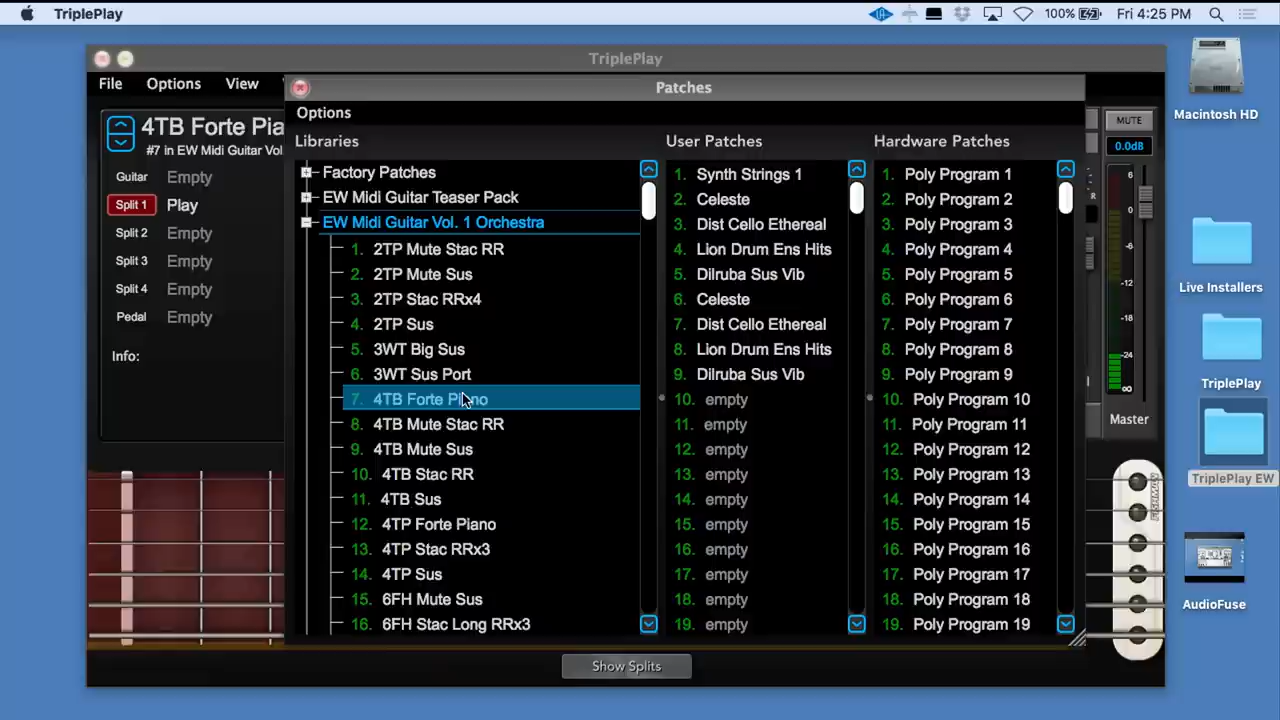 TriplePlay
100%
Fri 4:25 PM
TriplePlay
File
Options
View
Patches
Options
4TB Forte Pia
#7 in EW Midi Guitar Vol
Guitar Empty
Split 1 Play
Split 2 Empty
Split 3 Empty
Split 4 Empty
Pedal Empty
Info:
Libraries
Factory Patches
EW Midi Guitar Teaser Pack
EW Midi Guitar Vol. 1 Orchestra
1. 2TP Mute Stac RR
2. 2TP Mute Sus
3. 2TP Stac RRx4
4. 2TP Sus
5. 3WT Big Sus
6. 3WT Sus Port
7. 4TB Forte Piano
8. 4TB Mute Stac RR
9. 4TB Mute Sus
10. 4TB Stac RR
11. 4TB Sus
12. 4TP Forte Piano
13. 4TP Stac RRx3
14. 4TP Sus
15. 6FH Mute Sus
16. 6FH Stac Long RRx3
User Patches
1. Synth Strings 1
2. Celeste
3. Dist Cello Ethereal
4. Lion Drum Ens Hits
5. Dilruba Sus Vib
6. Celeste
7. Dist Cello Ethereal
8. Lion Drum Ens Hits
9. Dilruba Sus Vib
10. empty
11. empty
12. empty
13. empty
14. empty
15. empty
16. empty
17. empty
18. empty
19. empty
Hardware Patches
1. Poly Program 1
2. Poly Program 2
3. Poly Program 3
4. Poly Program 4
5. Poly Program 5
6. Poly Program 6
7. Poly Program 7
8. Poly Program 8
9. Poly Program 9
10. Poly Program 10
11. Poly Program 11
12. Poly Program 12
13. Poly Program 13
14. Poly Program 14
15. Poly Program 15
16. Poly Program 16
17. Poly Program 17
18. Poly Program 18
19. Poly Program 19
R
MUTE
0.0dB
6
0
-6
-12
-18
-24
∞
Master
FISHMAN
Show Splits
Macintosh HD
Live Installers
TriplePlay
TriplePlay EW
AudioFuse